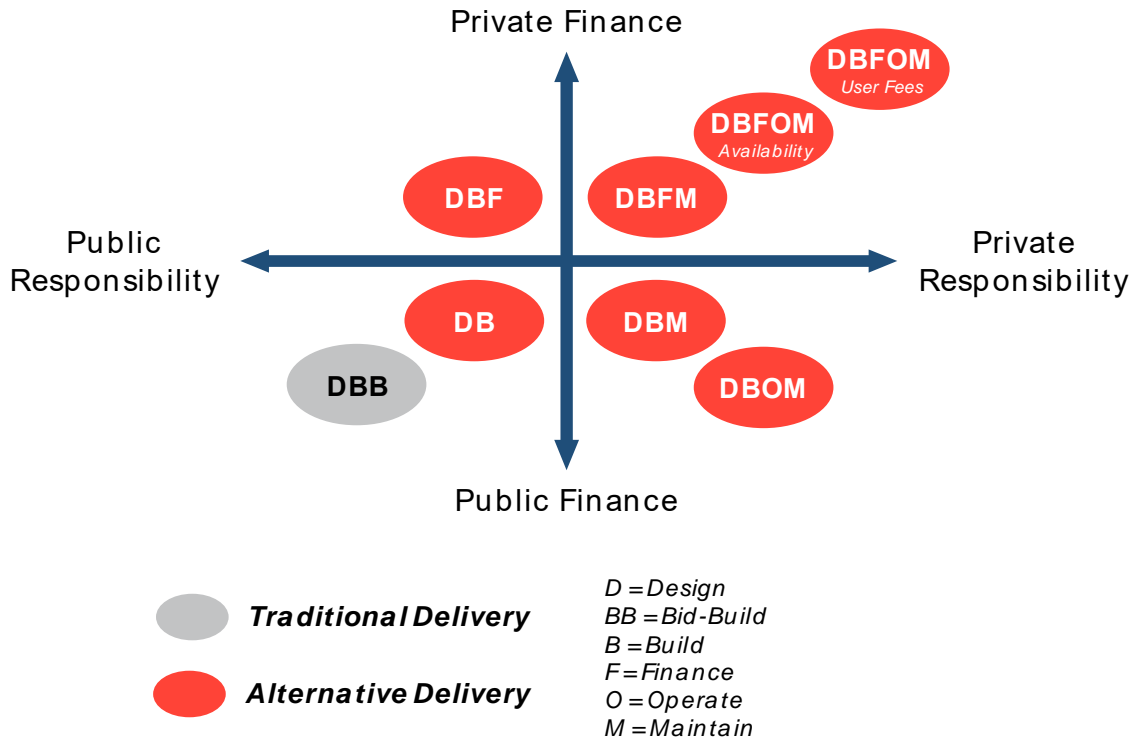 Private Finance
DBFOM
User Fees
DBFOM
Availability
DBF
DBFM
Public
Responsibility
Private
Responsibility
DB
DBM
DBB
DBOM
Public Finance
Traditional Delivery
Alternative Delivery
D=Design
BB=Bid-Build
B=Build
F=Finance
O=Operate
M=Maintain